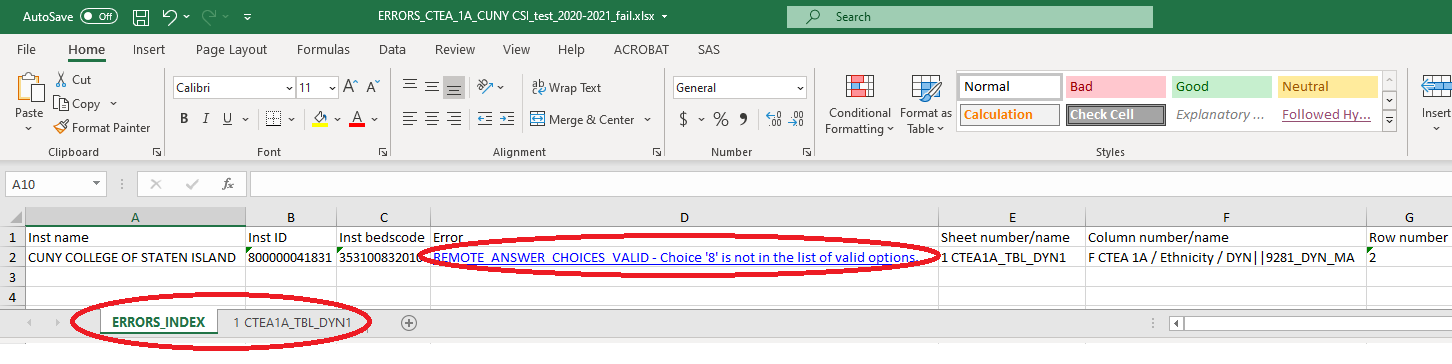 AutoSave Off ERRORS_CTEA_1A_CUNY CSI_test_2020-2021_fail.xlsx Search
File Home Insert Page Layout Formulas Data Review View Help ACROBAT SAS
Paste Cut Copy Format Painter
Clipboard
Calibri 11 A A
B I U A
Font
ab Wrap Text
Merge & Center
Alignment
General
$ % ,
Number
Conditional Formatting
Format as Table
Normal Bad Good Neutral
Calculation Check Cell Explanatory ... Followed Hy...
Styles
Insert
A10 fx
A B C D E F G
1 Inst name Inst ID Inst bedscode Error Sheet number/name Column number/name Row number
2 CUNY COLLEGE OF STATEN ISLAND 800000041831 353100832010 REMOTE_ANSWER_CHOICES_VALID - Choice '8' is not in the list of valid options. 1 CTEA1A_TBL_DYN1 F CTEA 1A / Ethnicity / DYN||9281_DYN_MA 2
3
4
ERRORS_INDEX 1 CTEA1A_TBL_DYN1